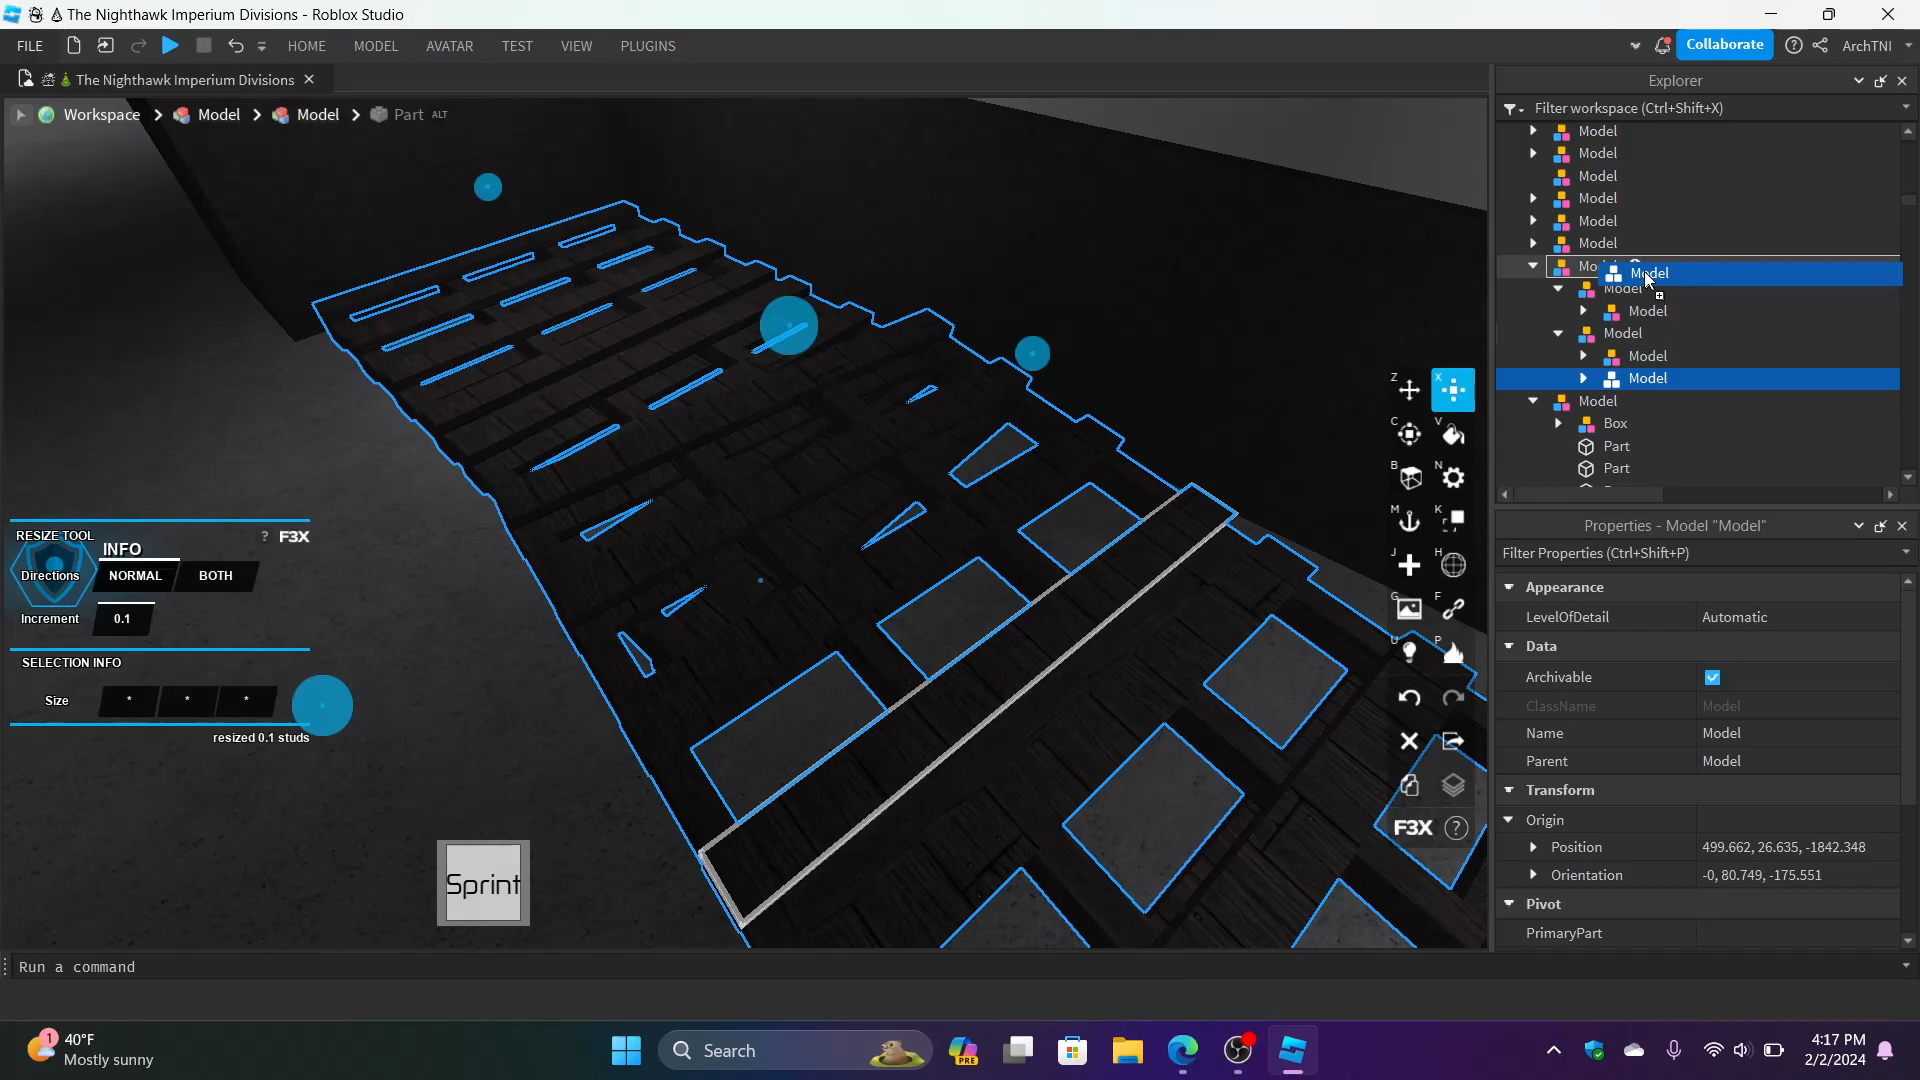 The Nighthawk Imperium Divisions - Roblox Studio
FILE HOME MODEL AVATAR TEST VIEW PLUGINS Collaborate ArchTNI
The Nighthawk Imperium Divisions
Workspace Model Model Part ALT
Explorer
Filter workspace (Ctrl+Shift+X)
Model
Model
Model
Model
Model
Model
Model
Model
Model
Model
Model
Model
Model
Box
Part
Part
Z X
C V
B N
M K
J H
G F
U P
F3X ?
RESIZE TOOL ? F3X
INFO
Directions NORMAL BOTH
Increment 0.1
SELECTION INFO
Size * * *
resized 0.1 studs
Sprint
Properties - Model "Model"
Filter Properties (Ctrl+Shift+P)
Appearance
LevelOfDetail Automatic
Data
Archivable
ClassName Model
Name Model
Parent Model
Transform
Origin
Position 499.662, 26.635, -1842.348
Orientation -0, 80.749, -175.551
Pivot
PrimaryPart
Run a command
1 40°F
Mostly sunny
Search
PRE
4:17 PM
2/2/2024